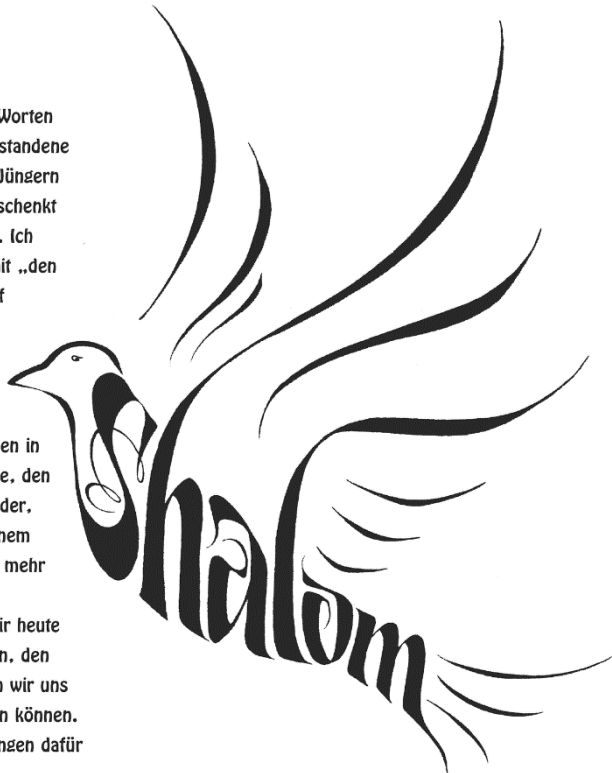 Worten
standene
Jüngern
schenkt
. Ich
it „den
f
en in
e, den
der,
hem
mehr
ir heute
n, den
n wir uns
n können.
ngen dafür
Shalom